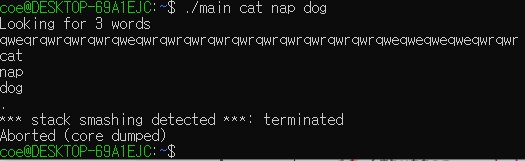 coe@DESKTOP-69A1EJC:~$ ./main cat nap dog
Looking for 3 words
qweqrqwrqwrqwrqweqwrqwrqwrqwrqwrqwrqwrqwrqwrqwrqwrqweqweqweqweqwrqwr
cat
nap
dog
.
*** stack smashing detected ***: terminated
Aborted (core dumped)
coe@DESKTOP-69A1EJC:~$